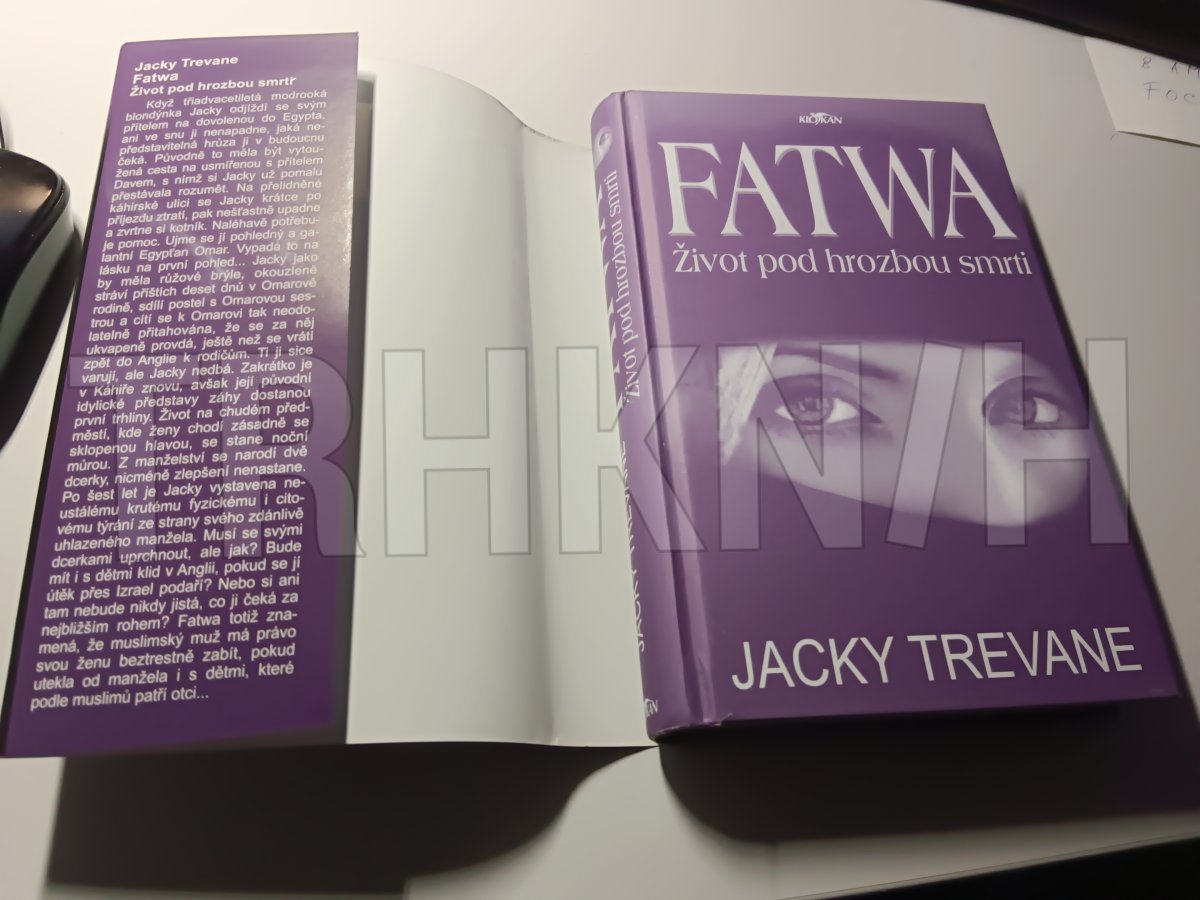 Jacky Trevane
Fatwa
Život pod hrozbou smrtř
Když třiadvacetiletá modrooká
blondýnka Jacky odjíždí se svým
přítelem na dovolenou do Egypta,
ani ve snu ji nenapadne, jaká ne-
představitelná hrůza ji v budoucnu
čeká. Původně to měla být vytou-
žená cesta na usmířenou s přítelem
Davem, s nímž si Jacky už pomalu
přestávala rozumět. Na přelidněné
káhirské ulici se Jacky krátce po
příjezdu ztratí, pak nešťastně upadne
a zvrtne si kotník. Naléhavě potřebu-
je pomoc. Ujme se jí pohledný a ga-
lantní Egypťan Omar. Vypadá to na
lásku na první pohled... Jacky jako
by měla růžové brýle, okouzleně
stráví příštích deset dnů v Omarově
rodině, sdílí postel s Omarovou ses-
trou a cítí se k Omarovi tak neodo-
latelně přitahována, že se za něj
ukvapeně provdá, ještě než se vrátí
zpět do Anglie k rodičům. Ti ji sice
varují, ale Jacky nedbá. Zakrátko je
v Káhiře znovu, avšak její původní
idylické představy záhy dostanou
první trhliny. Život na chudém před-
městí, kde ženy chodí zásadně se
sklopenou hlavou, se stane noční
můrou. Z manželství se narodí dvě
dcerky, nicméně zlepšení nenastane.
Po šest let je Jacky vystavena ne-
ustálému krutému fyzickému i cito-
vému týrání ze strany svého zdánlivě
uhlazeného manžela. Musí se svými
dcerkami uprchnout, ale jak? Bude
mít i s dětmi klid v Anglii, pokud se jí
útěk přes Izrael podaří? Nebo si ani
tam nebude nikdy jistá, co ji čeká za
nejbližším rohem? Fatwa totiž zna-
mená, že muslimský muž má právo
svou ženu beztrestně zabít, pokud
utekla od manžela i s dětmi, které
podle muslimů patří otci...
KLOKAN
FATWA
Život pod hrozbou smrti
JACKY TREVANE
Život pod hrozbou smrti
TRHKNIH